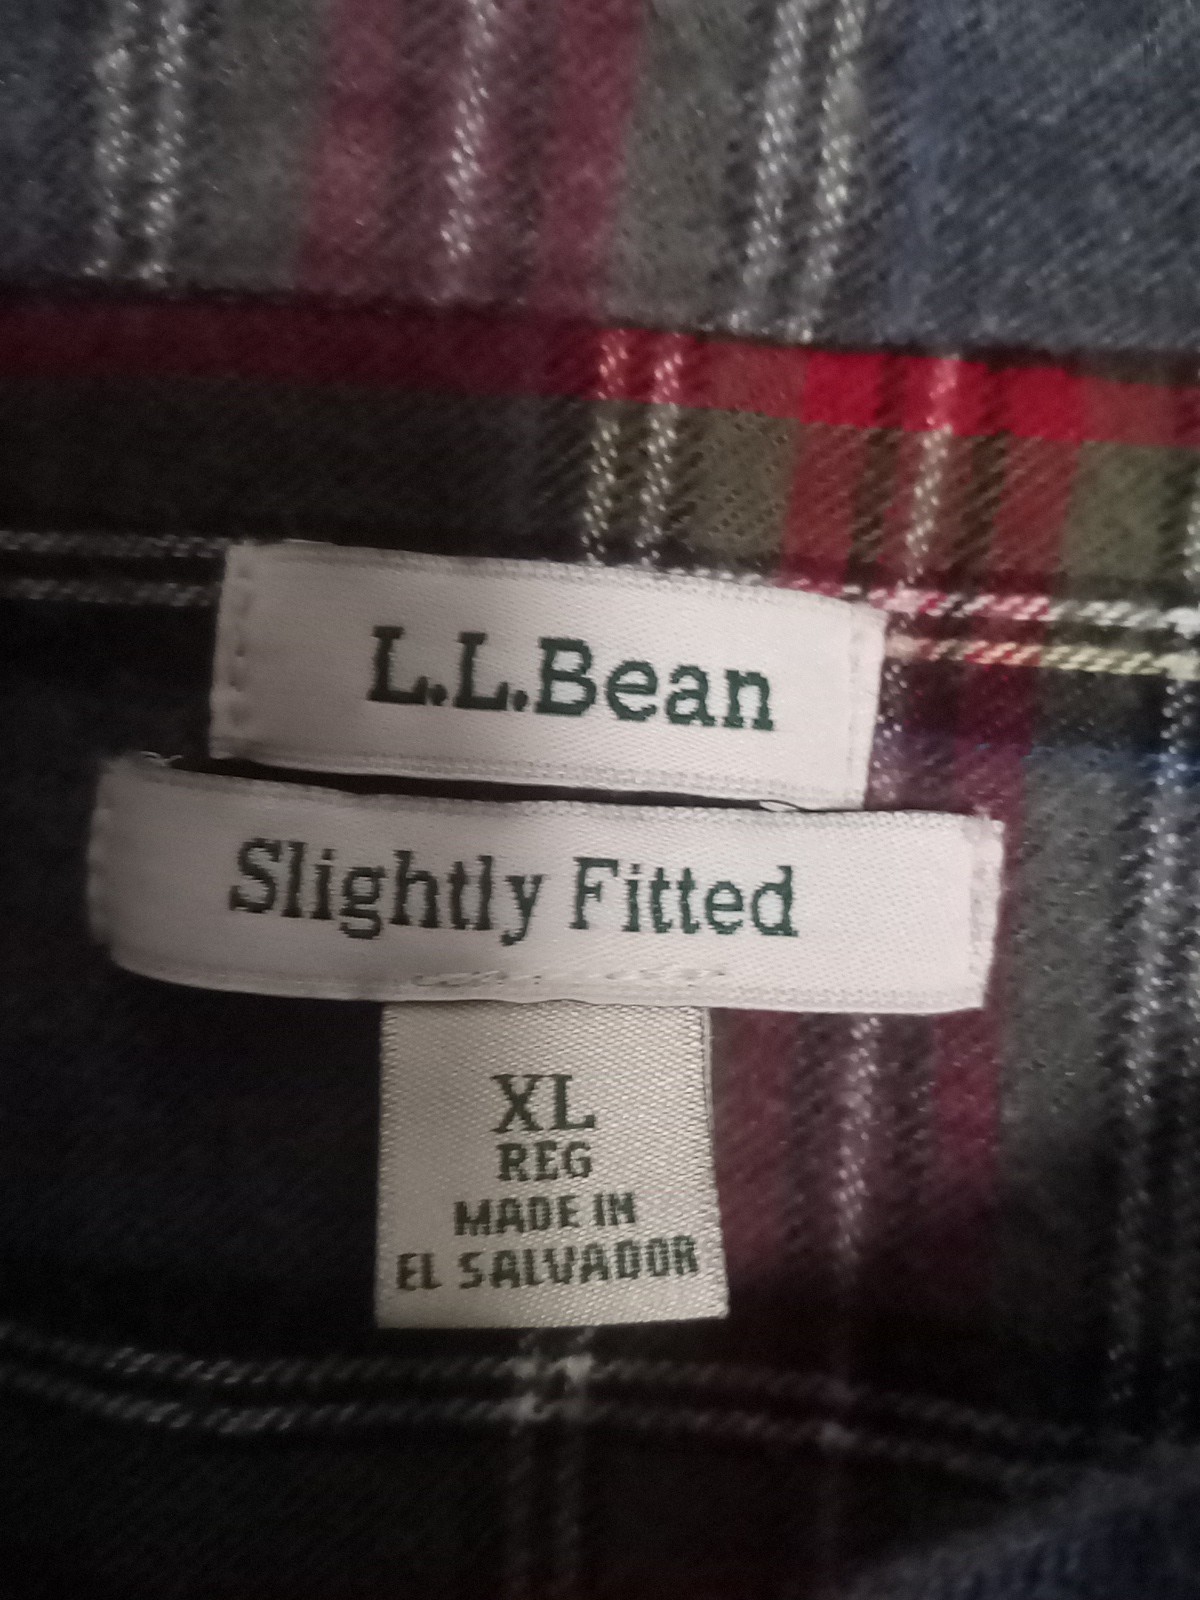 L.L.Bean
Slightly Fitted
XL
REG
MADE IN
EL SALVADOR